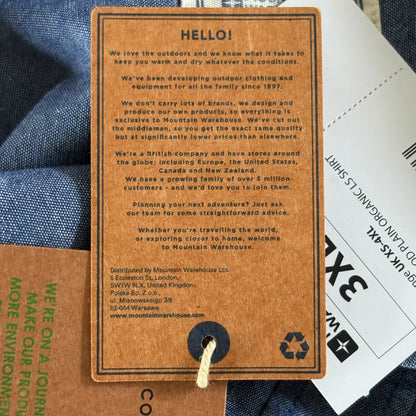 HELLO!
We love the outdoors and we know what it takes to
keep you warm and dry whatever the conditions.
We've been developing outdoor clothing and
equipment for all the family since 1997.
We don't carry lots of brands, we design and
produce our own products, so everything is
exclusive to Mountain Warehouse. We've cut out
the middleman, so you get the exact same quality
but at significantly lower prices than elsewhere.
We're a British company and have stores around
the globe; including Europe, the United States,
Canada and New Zealand.
We have a growing family of over 5 million
customers - and we'd love you to join them.
Planning your next adventure? Just ask
our team for some straightforward advice.
Whether you're travelling the world,
or exploring closer to home, welcome
to Mountain Warehouse.
Distributed by Mountain Warehouse Ltd.
5 Eccleston St, London,
SW1W 9LX, United Kingdom.
Polska Sp. Z o.o.,
ul. Mianowskiego 3/6
02-044 Warsawa
www.mountainwarehouse.com
WE'RE ON A JOURN
MAKE OUR PRODU
MORE ENVIRONMEN
CO
OD PLAIN ORGANIC LS SHIRT
UK XS-4XL
3XL